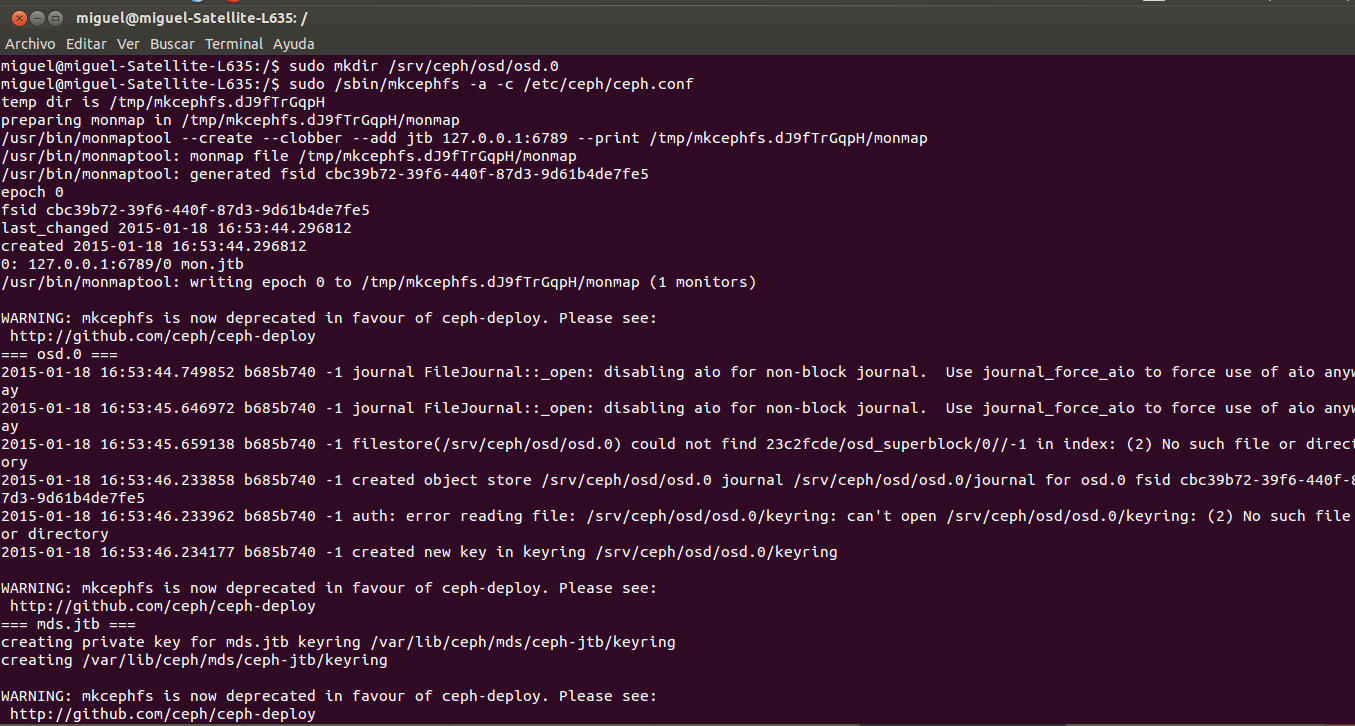 miguel@miguel-Satellite-L635: /
Archivo Editar Ver Buscar Terminal Ayuda
miguel@miguel-Satellite-L635:/$ sudo mkdir /srv/ceph/osd/osd.0
miguel@miguel-Satellite-L635:/$ sudo /sbin/mkcephfs -a -c /etc/ceph/ceph.conf
temp dir is /tmp/mkcephfs.dJ9fTrGqpH
preparing monmap in /tmp/mkcephfs.dJ9fTrGqpH/monmap
/usr/bin/monmaptool --create --clobber --add jtb 127.0.0.1:6789 --print /tmp/mkcephfs.dJ9fTrGqpH/monmap
/usr/bin/monmaptool: monmap file /tmp/mkcephfs.dJ9fTrGqpH/monmap
/usr/bin/monmaptool: generated fsid cbc39b72-39f6-440f-87d3-9d61b4de7fe5
epoch 0
fsid cbc39b72-39f6-440f-87d3-9d61b4de7fe5
last_changed 2015-01-18 16:53:44.296812
created 2015-01-18 16:53:44.296812
0: 127.0.0.1:6789/0 mon.jtb
/usr/bin/monmaptool: writing epoch 0 to /tmp/mkcephfs.dJ9fTrGqpH/monmap (1 monitors)
WARNING: mkcephfs is now deprecated in favour of ceph-deploy. Please see:
http://github.com/ceph/ceph-deploy
=== osd.0 ===
2015-01-18 16:53:44.749852 b685b740 -1 journal FileJournal::_open: disabling aio for non-block journal.  Use journal_force_aio to force use of aio anyw
ay
2015-01-18 16:53:45.646972 b685b740 -1 journal FileJournal::_open: disabling aio for non-block journal.  Use journal_force_aio to force use of aio anyw
ay
2015-01-18 16:53:45.659138 b685b740 -1 filestore(/srv/ceph/osd/osd.0) could not find 23c2fcde/osd_superblock/0//-1 in index: (2) No such file or direct
ory
2015-01-18 16:53:46.233858 b685b740 -1 created object store /srv/ceph/osd/osd.0 journal /srv/ceph/osd/osd.0/journal for osd.0 fsid cbc39b72-39f6-440f-8
7d3-9d61b4de7fe5
2015-01-18 16:53:46.233962 b685b740 -1 auth: error reading file: /srv/ceph/osd/osd.0/keyring: can't open /srv/ceph/osd/osd.0/keyring: (2) No such file
or directory
2015-01-18 16:53:46.234177 b685b740 -1 created new key in keyring /srv/ceph/osd/osd.0/keyring
WARNING: mkcephfs is now deprecated in favour of ceph-deploy. Please see:
http://github.com/ceph/ceph-deploy
=== mds.jtb ===
creating private key for mds.jtb keyring /var/lib/ceph/mds/ceph-jtb/keyring
creating /var/lib/ceph/mds/ceph-jtb/keyring
WARNING: mkcephfs is now deprecated in favour of ceph-deploy. Please see:
http://github.com/ceph/ceph-deploy